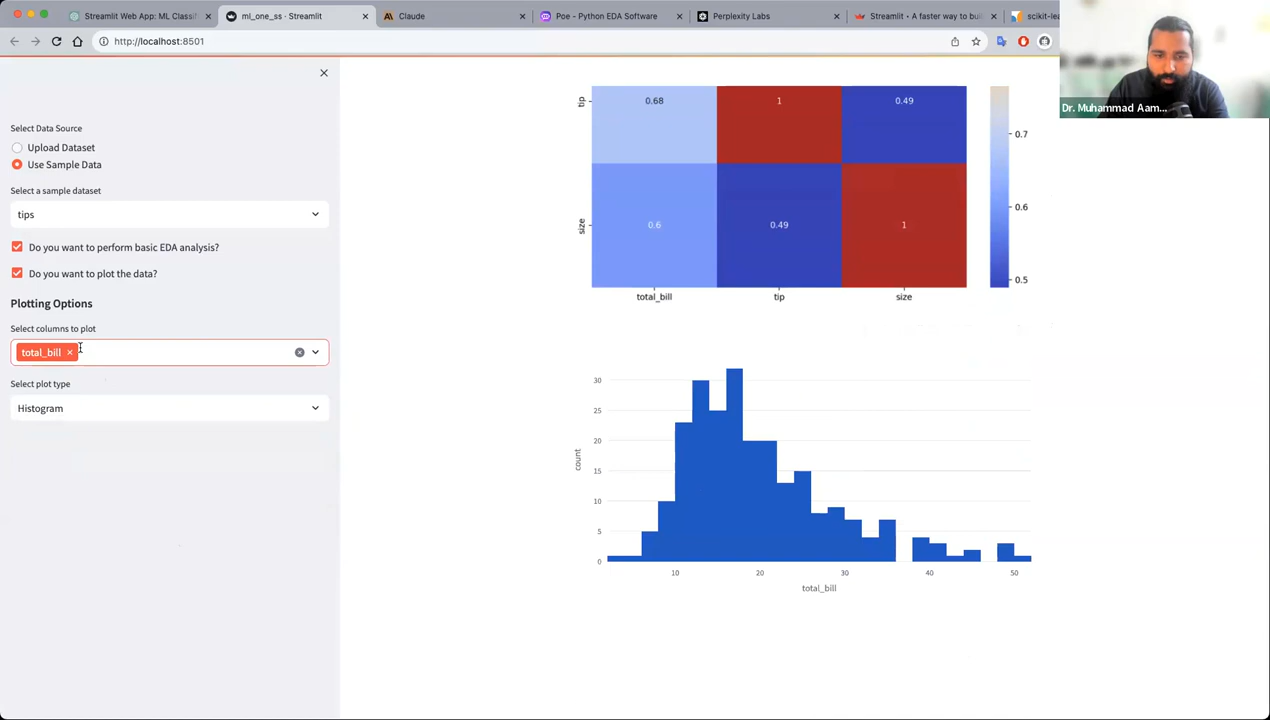 Streamlit Web App: ML Classif
ml_one_ss · Streamlit
Claude
Poe - Python EDA Software
Perplexity Labs
Streamlit • A faster way to buil
scikit-lea
http://localhost:8501
Dr. Muhammad Aam...
Select Data Source
Upload Dataset
Use Sample Data
Select a sample dataset
tips
Do you want to perform basic EDA analysis?
Do you want to plot the data?
Plotting Options
Select columns to plot
total_bill
Select plot type
Histogram
tip
0.68
1
0.49
0.7
0.6
size
0.6
0.49
1
0.5
total_bill
tip
size
30
25
20
15
10
5
0
count
10
20
30
40
50
total_bill